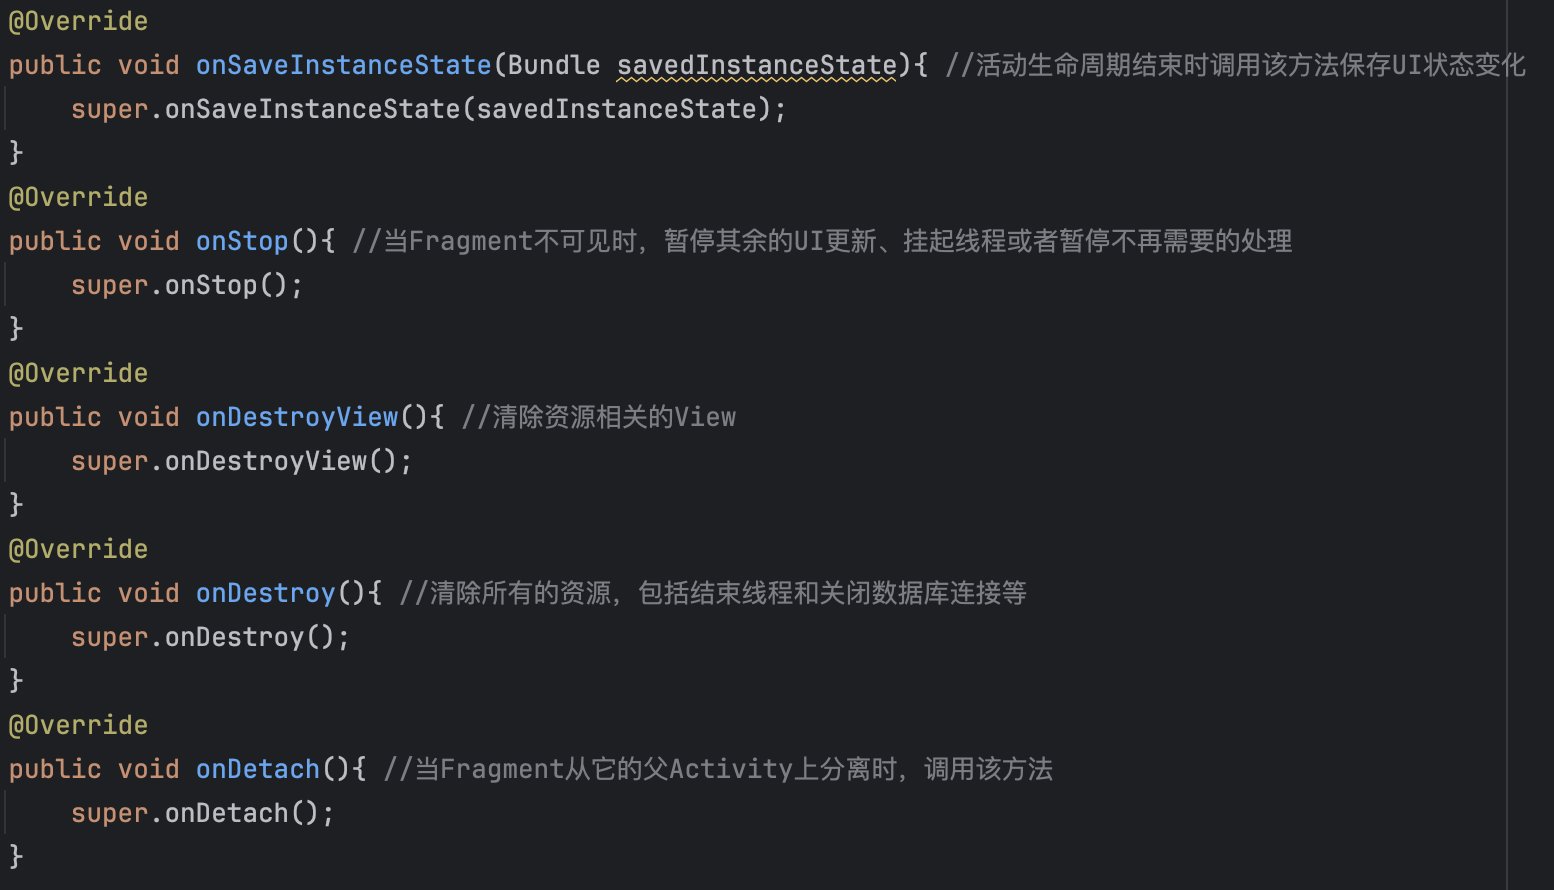 @Override
public void onSaveInstanceState(Bundle savedInstanceState){ //活动生命周期结束时调用该方法保存UI状态变化
    super.onSaveInstanceState(savedInstanceState);
}
@Override
public void onStop(){ //当Fragment不可见时，暂停其余的UI更新、挂起线程或者暂停不再需要的处理
    super.onStop();
}
@Override
public void onDestroyView(){ //清除资源相关的View
    super.onDestroyView();
}
@Override
public void onDestroy(){ //清除所有的资源，包括结束线程和关闭数据库连接等
    super.onDestroy();
}
@Override
public void onDetach(){ //当Fragment从它的父Activity上分离时，调用该方法
    super.onDetach();
}